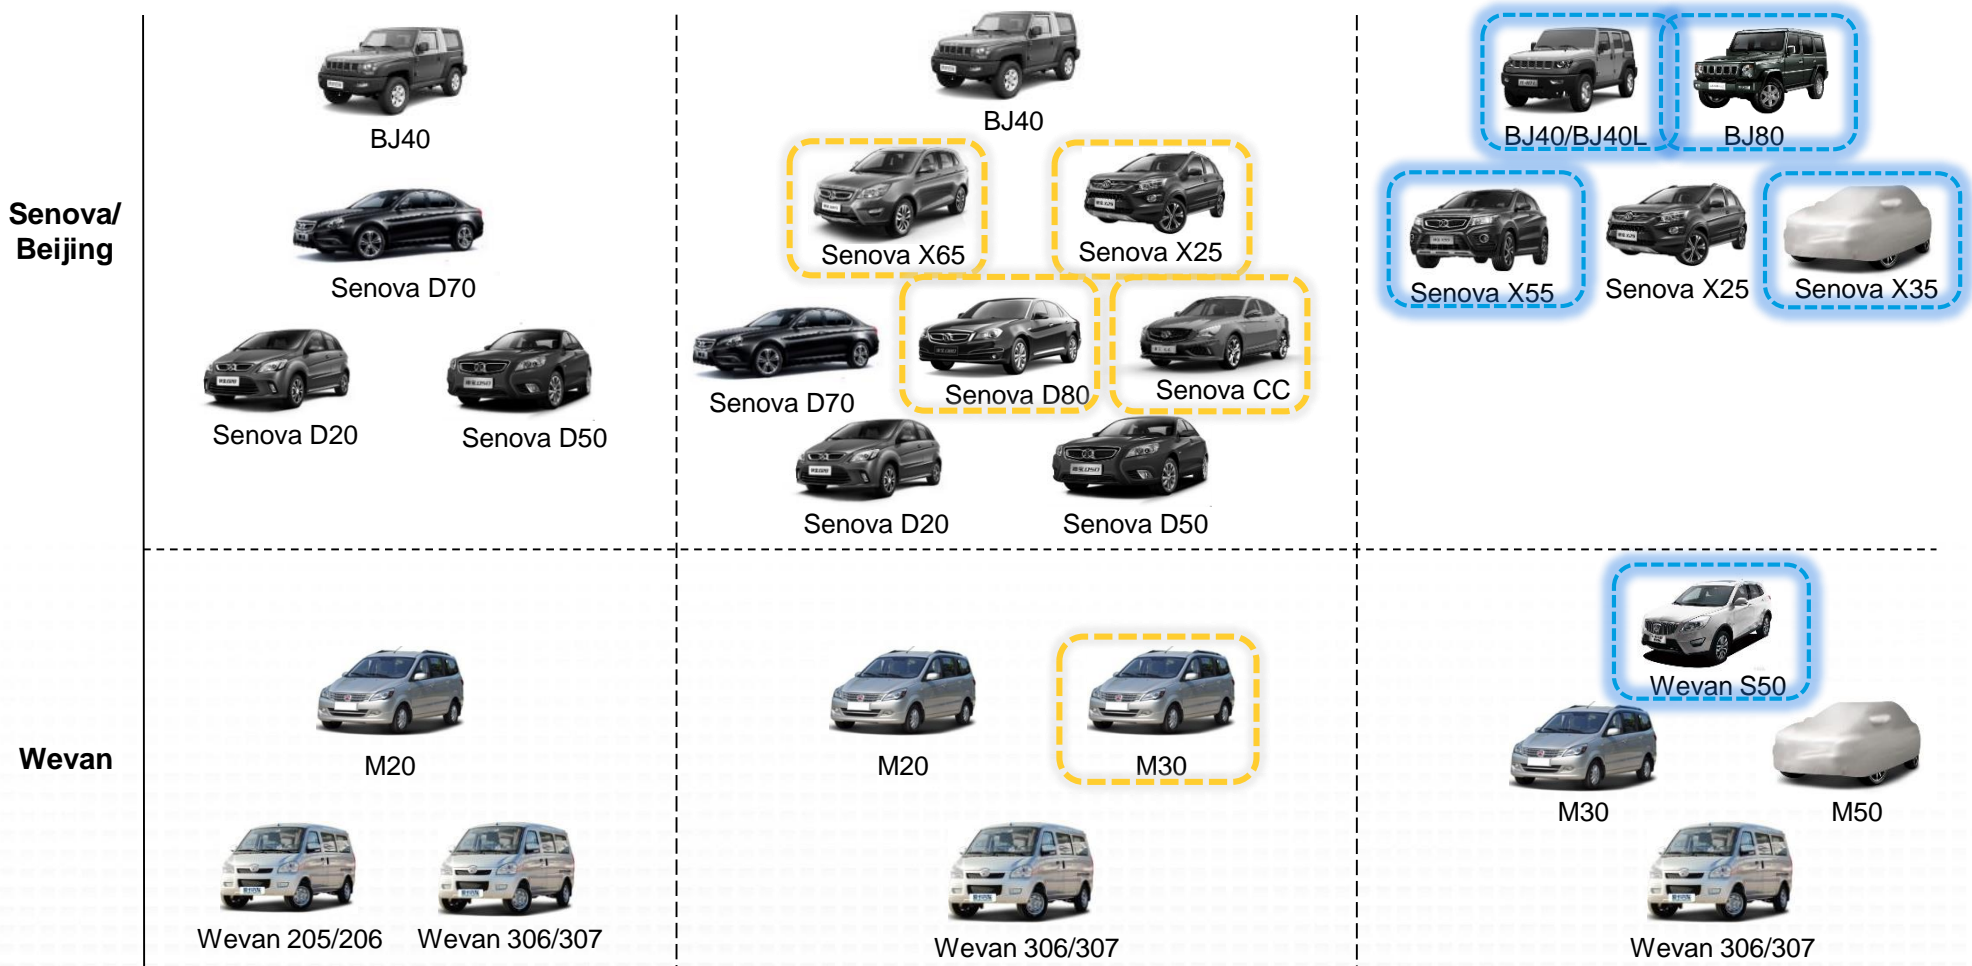 Senova/
Beijing
BJ40
Senova D70
Senova D20
Senova D50
BJ40
Senova X65
Senova X25
Senova D70
Senova D80
Senova CC
Senova D20
Senova D50
BJ40/BJ40L
BJ80
Senova X55
Senova X25
Senova X35
Wevan
M20
Wevan 205/206
Wevan 306/307
M20
M30
Wevan 306/307
Wevan S50
M30
M50
Wevan 306/307